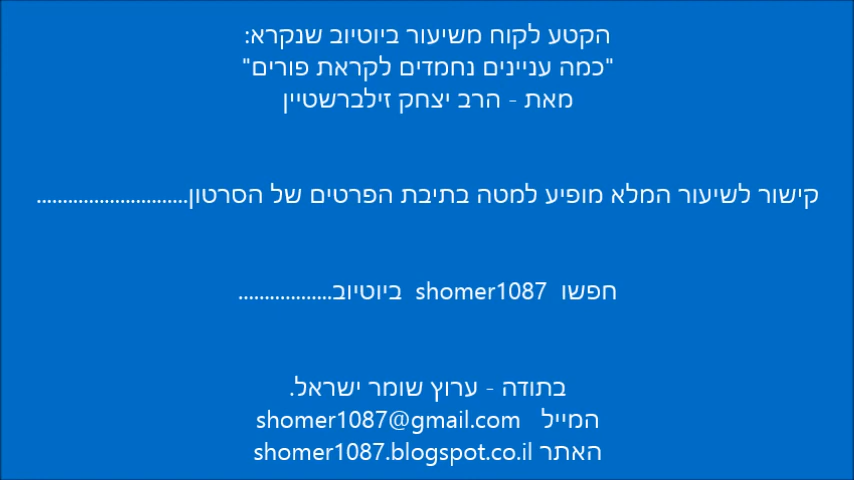 הקטע לקוח משיעור ביוטיוב שנקרא:
"כמה עניינים נחמדים לקראת פורים"
מאת - הרב יצחק זילברשטיין
קישור לשיעור המלא מופיע למטה בתיבת הפרטים של הסרטון.............................
חפשו shomer1087 ביוטיוב..................
בתודה - ערוץ שומר ישראל.
המייל shomer1087@gmail.com
האתר shomer1087.blogspot.co.il